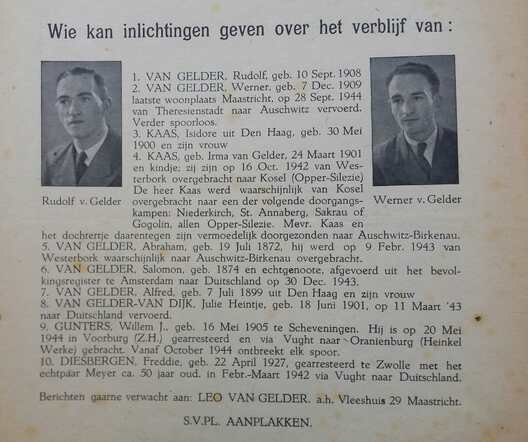 Wie kan inlichtingen geven over het verblijf van :
1. VAN GELDER, Rudolf, geb. 10 Sept. 1908
2. VAN GELDER, Werner, geb. 7 Dec. 1909
laatste woonplaats Maastricht, op 28 Sept. 1944
van Theresienstadt naar Auschwitz vervoerd.
Verder spoorloos.
3. KAAS, Isidore uit Den Haag, geb. 30 Mei
1900 en zijn vrouw
4. KAAS, geb. Irma van Gelder, 24 Maart 1901
en kindje; zij zijn op 16 Oct. 1942 van Wes-
terbork overgebracht naar Kosel (Opper-Silezie)
De heer Kaas werd waarschijnlijk van Kosel
overgebracht naar een der volgende doorgangs-
kampen: Niederkirch, St. Annaberg, Sakrau of
Gogolin, allen Opper-Silezie. Mevr. Kaas en
Rudolf v. Gelder
Werner v. Gelder
het dochtertje daarentegen zijn vermoedelijk doorgezonden naar Auschwitz-Birkenau.
5. VAN GELDER, Abraham, geb. 19 Juli 1872, hij werd op 9 Febr. 1943 van
Westerbork waarschijnlijk naar Auschwitz-Birkenau overgebracht.
6. VAN GELDER, Salomon, geb. 1874 en echtgenoote, afgevoerd uit het bevol-
kingsregister te Amsterdam naar Duitschland op 30 Dec. 1943.
7. VAN GELDER, Alfred, geb. 7 Juli 1899 uit Den Haag en zijn vrouw
8. VAN GELDER-VAN DIJK, Julie Heintje, geb. 18 Juni 1901, op 11 Maart '43
naar Duitschland vervoerd.
9. GUNTERS, Willem J., geb. 16 Mei 1905 te Scheveningen. Hij is op 20 Mei
1944 in Voorburg (Z.H.) gearresteerd en via Vught naar Oranienburg (Heinkel
Werke) gebracht. Vanaf October 1944 ontbreekt elk spoor.
10. DIESBERGEN, Freddie, geb. 22 April 1927, gearresteerd te Zwolle met het
echtpaar Meyer ca. 50 jaar oud. in Febr.-Maart 1942 via Vught naar Duitschland.
Berichten gaarne verwacht aan: LEO VAN GELDER. a.h. Vleeshuis 29 Maastricht.
S.V.PL. AANPLAKKEN.